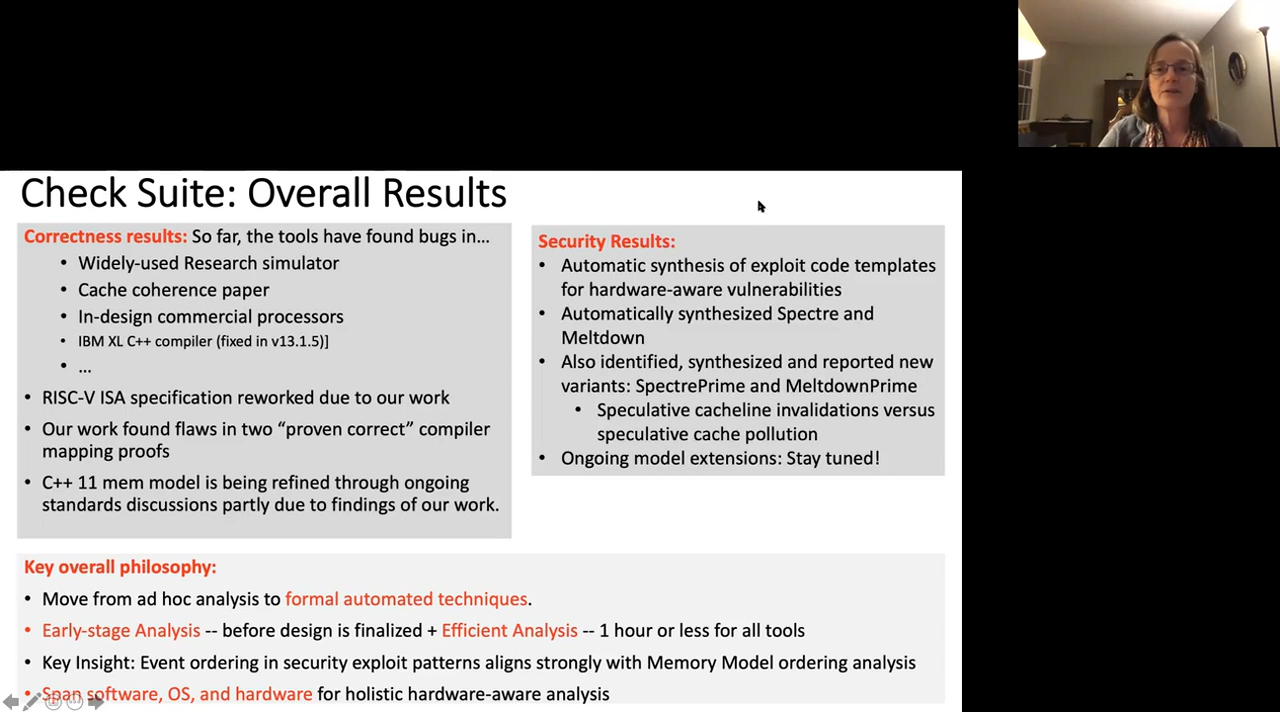 Check Suite: Overall Results
Correctness results: So far, the tools have found bugs in…
• Widely-used Research simulator
• Cache coherence paper
• In-design commercial processors
• IBM XL C++ compiler (fixed in v13.1.5)]
• …
• RISC-V ISA specification reworked due to our work
• Our work found flaws in two “proven correct” compiler
mapping proofs
• C++ 11 mem model is being refined through ongoing
standards discussions partly due to findings of our work.
Security Results:
• Automatic synthesis of exploit code templates
for hardware-aware vulnerabilities
• Automatically synthesized Spectre and
Meltdown
• Also identified, synthesized and reported new
variants: SpectrePrime and MeltdownPrime
• Speculative cacheline invalidations versus
speculative cache pollution
• Ongoing model extensions: Stay tuned!
Key overall philosophy:
• Move from ad hoc analysis to formal automated techniques.
• Early-stage Analysis -- before design is finalized + Efficient Analysis -- 1 hour or less for all tools
• Key Insight: Event ordering in security exploit patterns aligns strongly with Memory Model ordering analysis
• Span software, OS, and hardware for holistic hardware-aware analysis